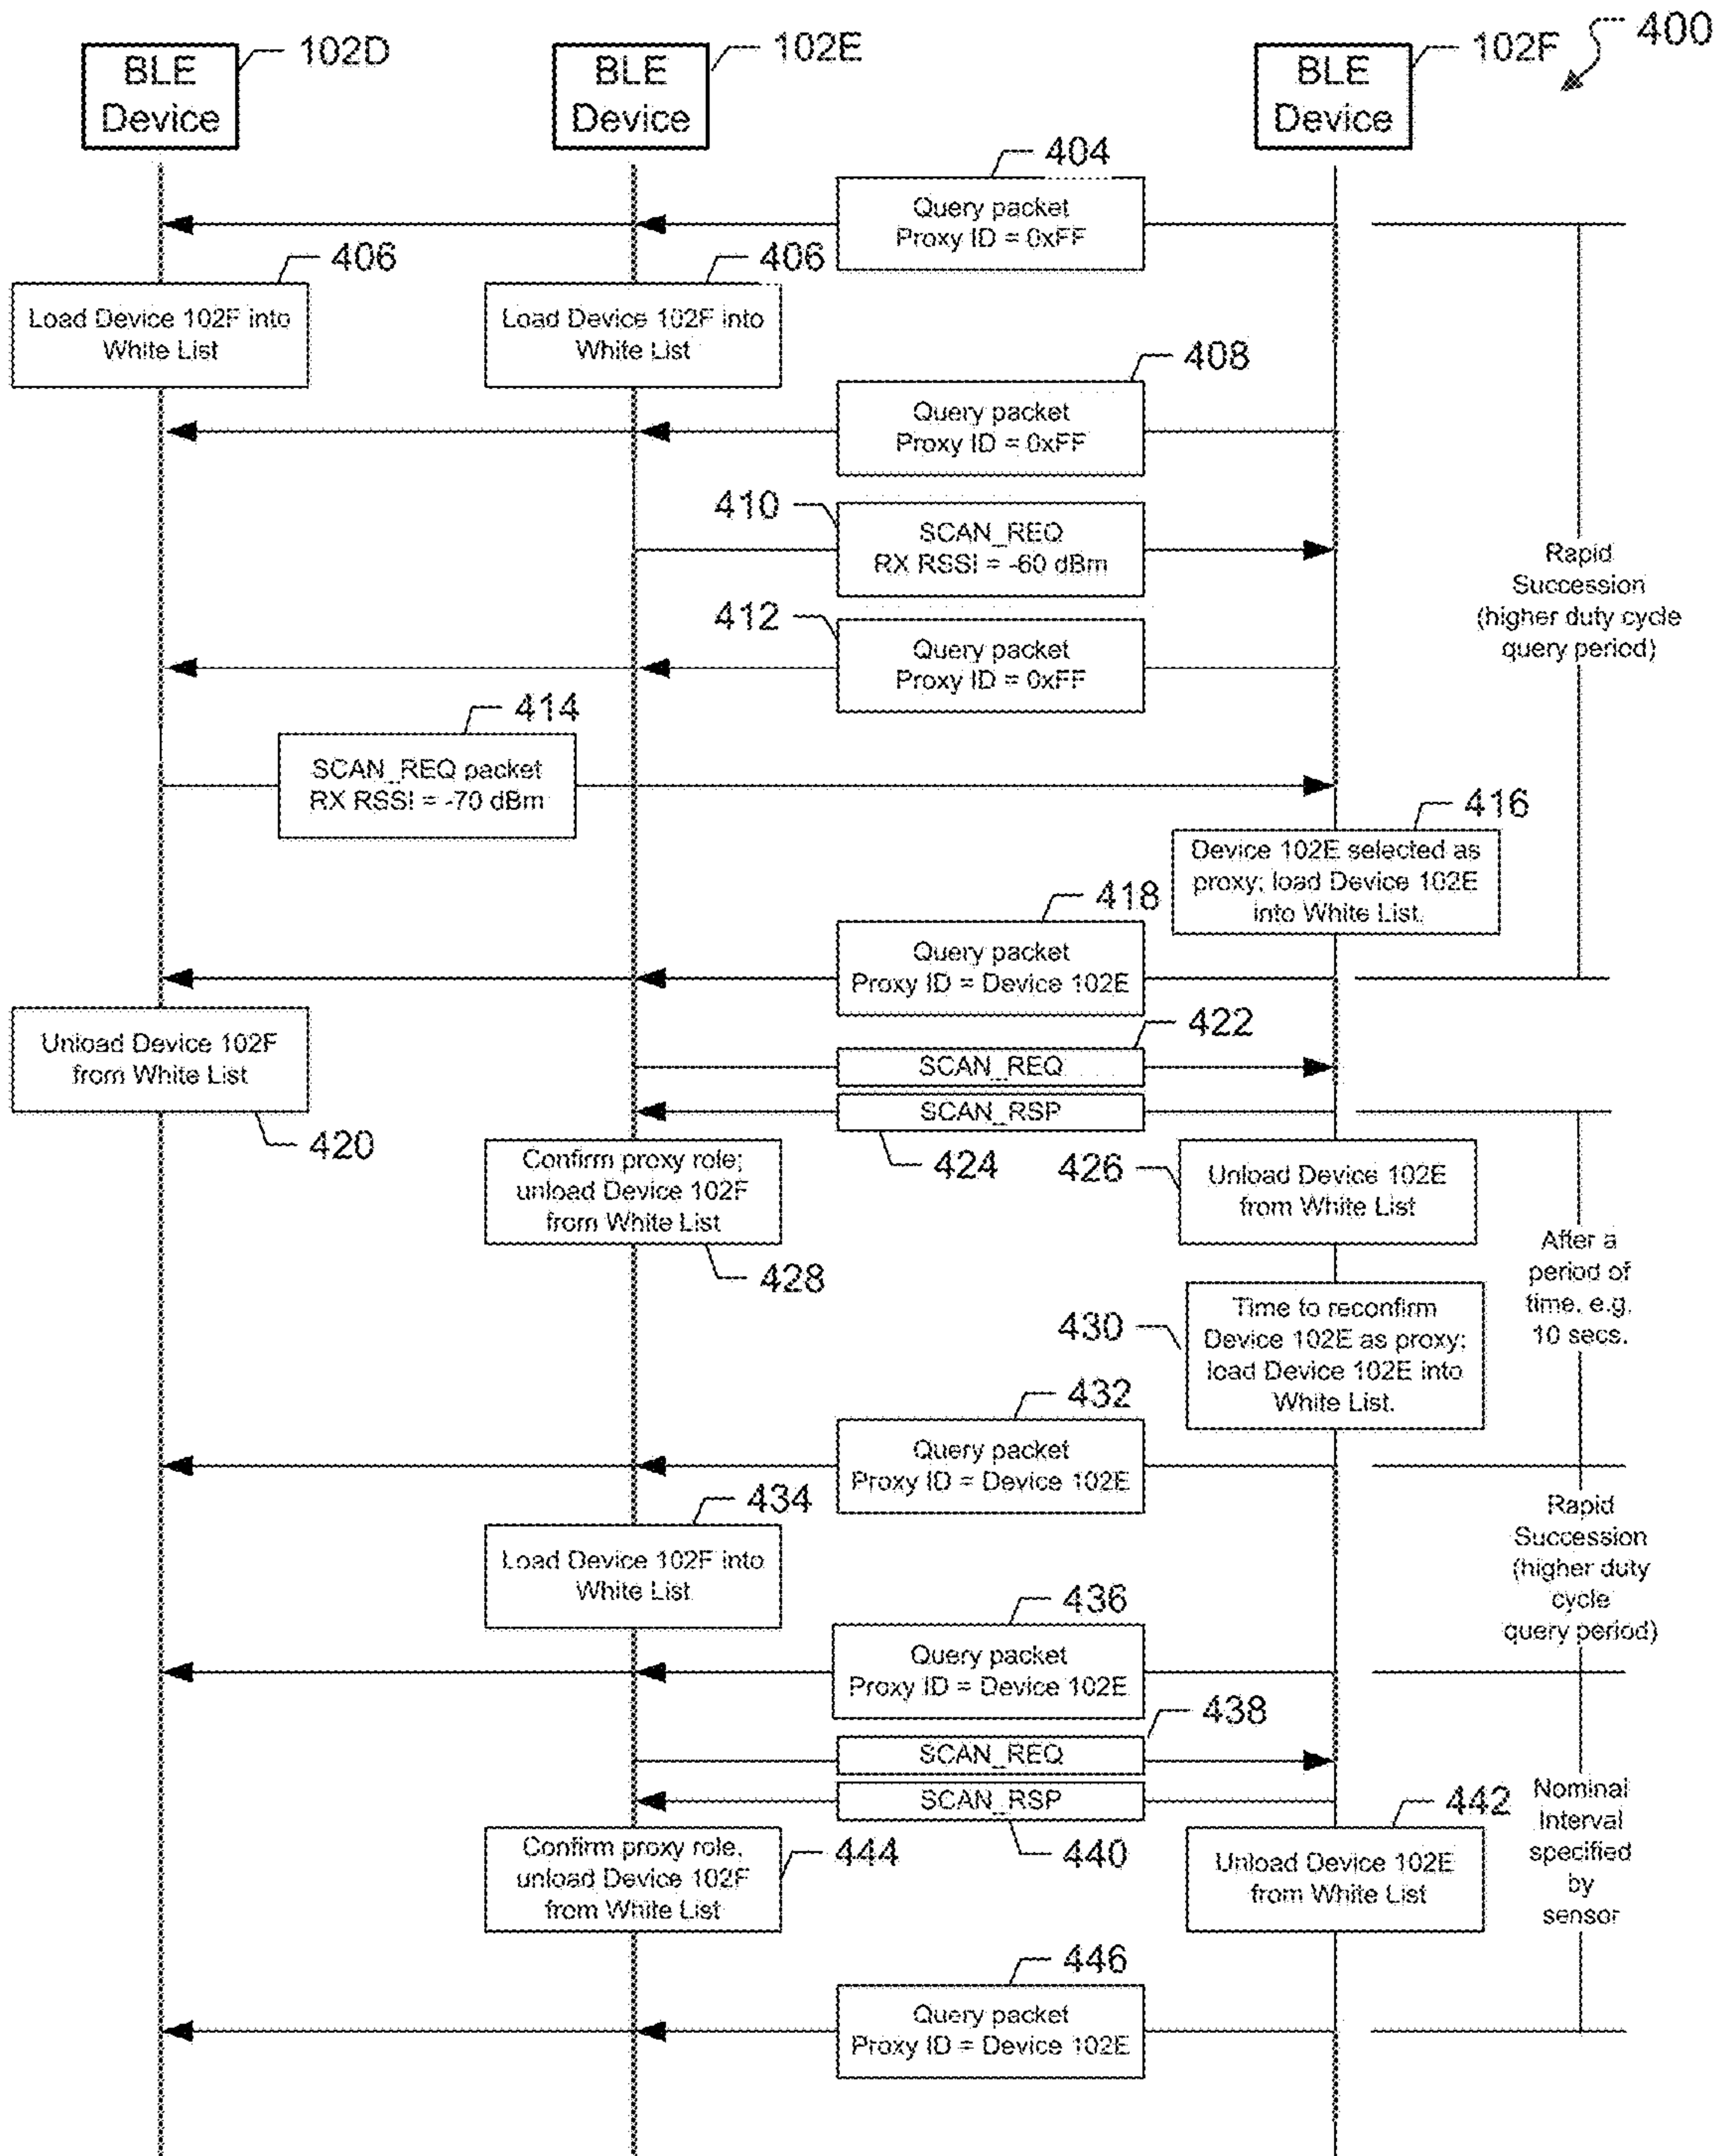 400
BLE
Device
102D
BLE
Device
102E
BLE
Device
102F
404
Query packet
Proxy ID = 0xFF
406
Load Device 102F into
White List
406
Load Device 102F into
White List
408
Query packet
Proxy ID = 0xFF
410
SCAN_REQ
RX RSSI = -60 dBm
Rapid
Succession
(higher duty cycle
query period)
412
Query packet
Proxy ID = 0xFF
414
SCAN_REQ packet
RX RSSI = -70 dBm
416
Device 102E selected as
proxy; load Device 102E
into White List.
418
Query packet
Proxy ID = Device 102E
Unload Device 102F
from White List
420
422
SCAN_REQ
SCAN_RSP
424
Confirm proxy role;
unload Device 102F
from White List
428
426
Unload Device 102E
from White List
After a
period of
time, e.g.
10 secs.
430
Time to reconfirm
Device 102E as proxy;
load Device 102E into
White List.
432
Query packet
Proxy ID = Device 102E
434
Load Device 102F into
White List
Rapid
Succession
(higher duty
cycle
query period)
436
Query packet
Proxy ID = Device 102E
438
SCAN_REQ
SCAN_RSP
440
442
Unload Device 102E
from White List
Nominal
Interval
specified
by
sensor
Confirm proxy role,
unload Device 102F
from White List
444
446
Query packet
Proxy ID = Device 102E